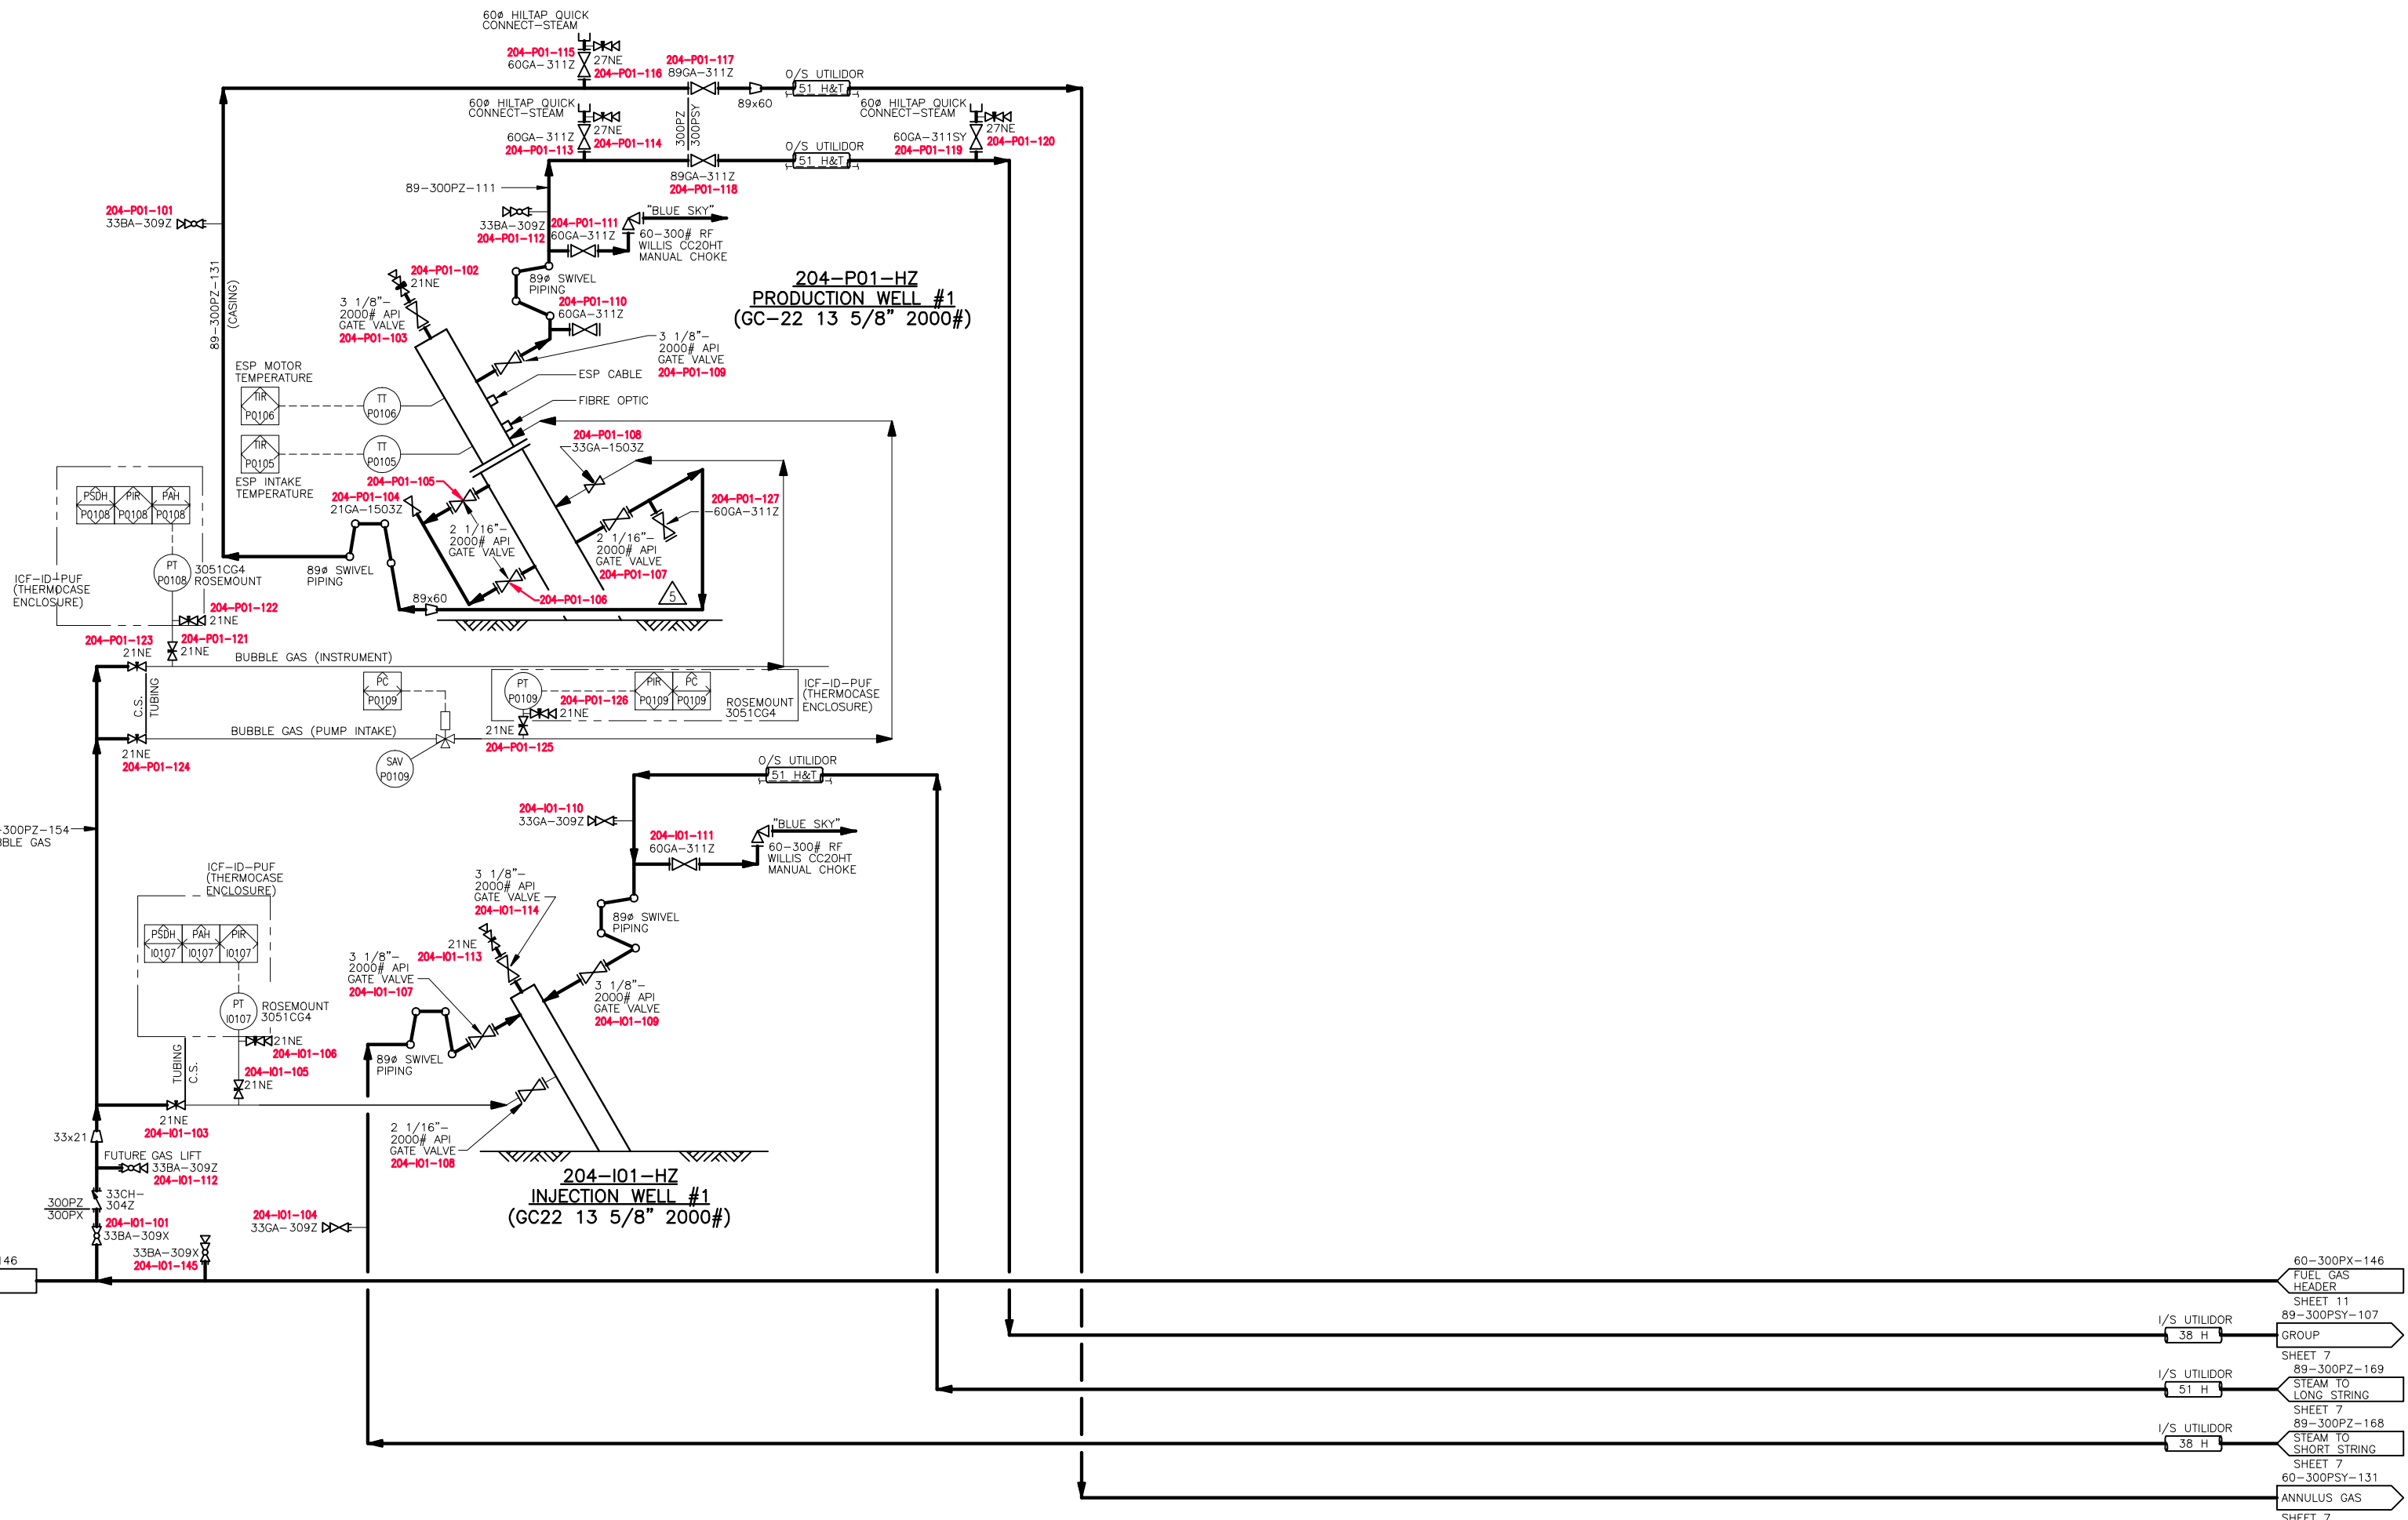 60ø HILTAP QUICK
CONNECT-STEAM
204-P01-115
60GA-311Z
27NE
204-P01-116
204-P01-117
89GA-311Z
89x60
O/S UTILIDOR
51 H&T
60ø HILTAP QUICK
CONNECT-STEAM
60GA-311Z
204-P01-113
27NE
204-P01-114
300PZ
300PSY
O/S UTILIDOR
51 H&T
89GA-311Z
204-P01-118
60ø HILTAP QUICK
CONNECT-STEAM
60GA-311SY
204-P01-119
27NE
204-P01-120
89-300PZ-111
204-P01-101
33BA-309Z
33BA-309Z
204-P01-112
204-P01-111
60GA-311Z
"BLUE SKY"
60-300# RF
WILLIS CC20HT
MANUAL CHOKE
89-300PZ-131
(CASING)
204-P01-102
21NE
3 1/8"-
2000# API
GATE VALVE
204-P01-103
89ø SWIVEL
PIPING
204-P01-110
60GA-311Z
204-P01-HZ
PRODUCTION WELL #1
(GC-22 13 5/8" 2000#)
3 1/8"-
2000# API
GATE VALVE
204-P01-109
ESP CABLE
FIBRE OPTIC
ESP MOTOR
TEMPERATURE
TIR
P0106
TT
P0106
TIR
P0105
TT
P0105
ESP INTAKE
TEMPERATURE
204-P01-108
33GA-1503Z
204-P01-105
204-P01-104
21GA-1503Z
2 1/16"-
2000# API
GATE VALVE
204-P01-127
60GA-311Z
2 1/16"-
2000# API
GATE VALVE
204-P01-107
204-P01-106
5
89ø SWIVEL
PIPING
89x60
PSDH
P0108
PIR
P0108
PAH
P0108
PT
P0108
3051CG4
ROSEMOUNT
ICF-ID-PUF
(THERMOCASE
ENCLOSURE)
204-P01-122
21NE
204-P01-123
21NE
204-P01-121
21NE
BUBBLE GAS (INSTRUMENT)
C.S.
TUBING
PC
P0109
PT
P0109
204-P01-126
21NE
PIR
P0109
PC
P0109
ROSEMOUNT
3051CG4
ICF-ID-PUF
(THERMOCASE
ENCLOSURE)
BUBBLE GAS (PUMP INTAKE)
21NE
204-P01-124
21NE
204-P01-125
SAV
P0109
O/S UTILIDOR
51 H&T
204-I01-110
33GA-309Z
204-I01-111
60GA-311Z
"BLUE SKY"
60-300# RF
WILLIS CC20HT
MANUAL CHOKE
-300PZ-154
BBLE GAS
ICF-ID-PUF
(THERMOCASE
ENCLOSURE)
PSDH
I0107
PAH
I0107
PIR
I0107
PT
I0107
ROSEMOUNT
3051CG4
21NE
204-I01-106
204-I01-105
21NE
TUBING
C.S.
3 1/8"-
2000# API
GATE VALVE
204-I01-114
89ø SWIVEL
PIPING
21NE
204-I01-113
3 1/8"-
2000# API
GATE VALVE
204-I01-107
3 1/8"-
2000# API
GATE VALVE
204-I01-109
89ø SWIVEL
PIPING
21NE
204-I01-103
33x21
2 1/16"-
2000# API
GATE VALVE
204-I01-108
FUTURE GAS LIFT
33BA-309Z
204-I01-112
33CH-
304Z
300PZ
300PX
204-I01-101
33BA-309X
33BA-309X
204-I01-145
204-I01-104
33GA-309Z
204-I01-HZ
INJECTION WELL #1
(GC22 13 5/8" 2000#)
146
60-300PX-146
FUEL GAS
HEADER
SHEET 11
89-300PSY-107
I/S UTILIDOR
38 H
GROUP
SHEET 7
89-300PZ-169
I/S UTILIDOR
51 H
STEAM TO
LONG STRING
SHEET 7
89-300PZ-168
I/S UTILIDOR
38 H
STEAM TO
SHORT STRING
SHEET 7
60-300PSY-131
ANNULUS GAS
SHEET 7